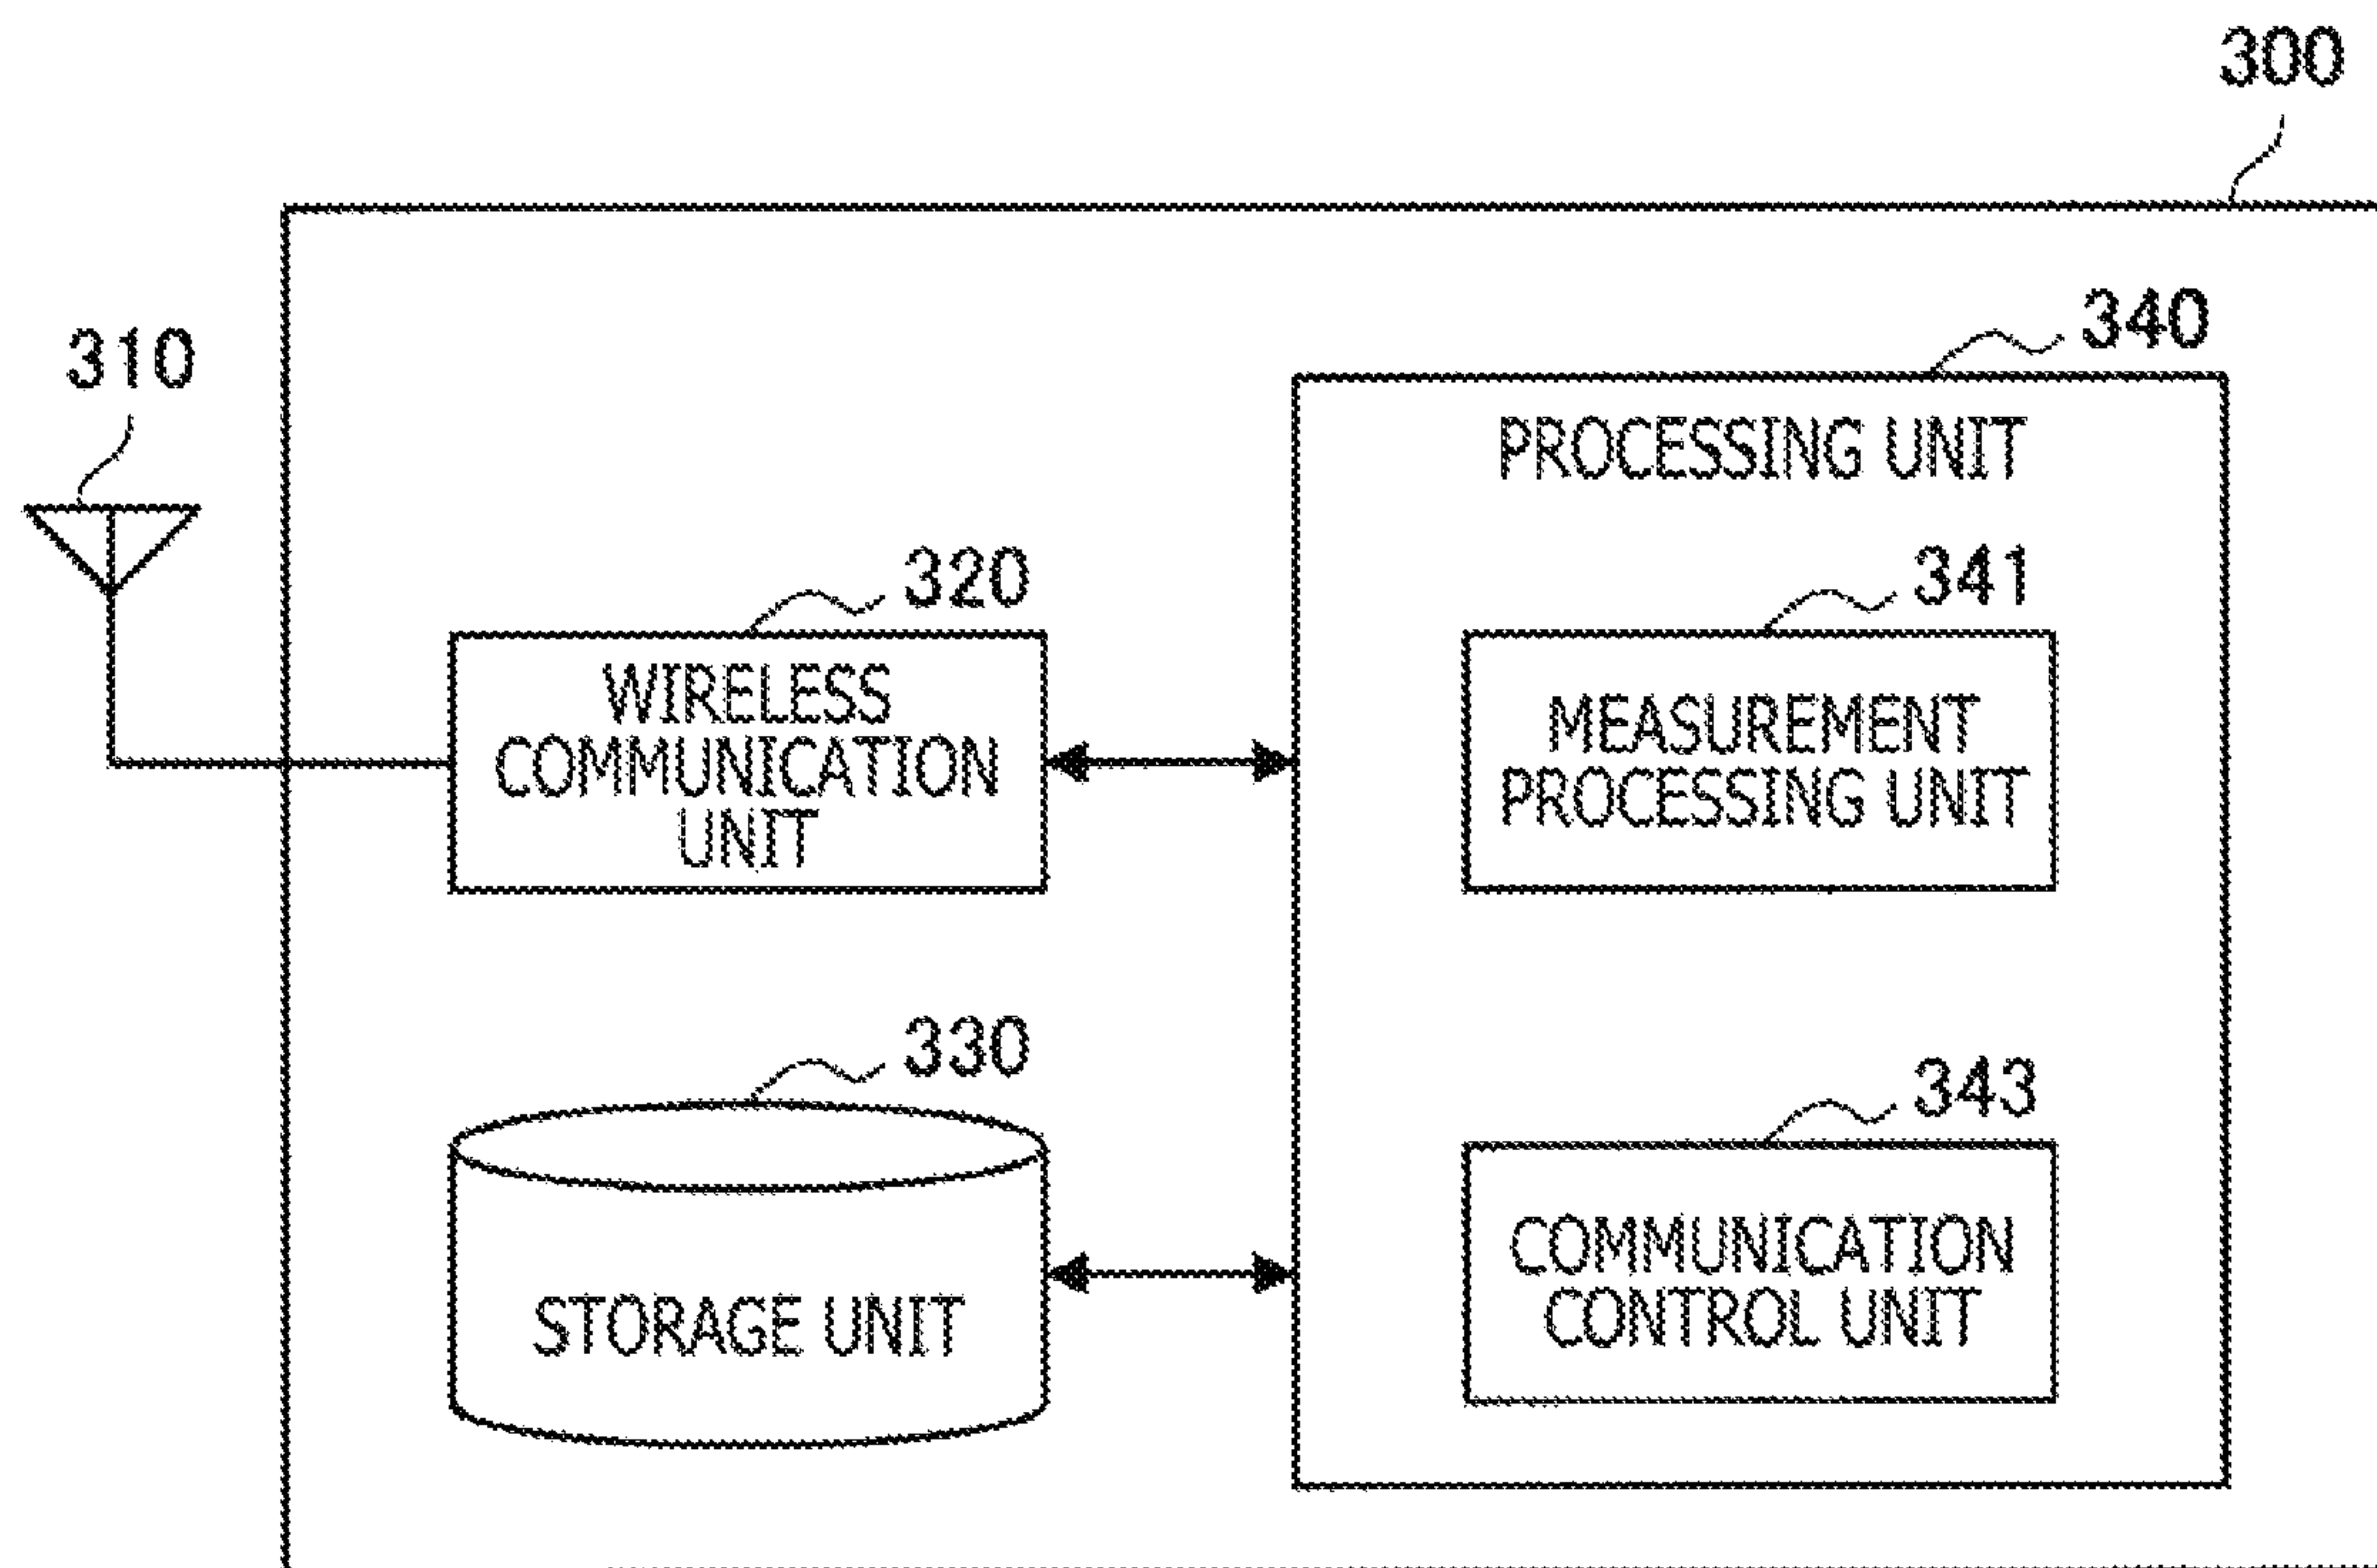 300
310
340
PROCESSING UNIT
320
WIRELESS
COMMUNICATION
UNIT
341
MEASUREMENT
PROCESSING UNIT
330
STORAGE UNIT
343
COMMUNICATION
CONTROL UNIT